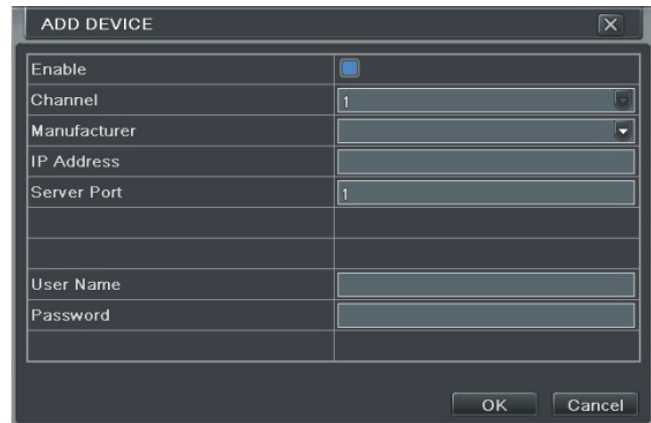 ADD DEVICE
Enable
Channel 1
Manufacturer
IP Address
Server Port 1
User Name
Password
OK Cancel